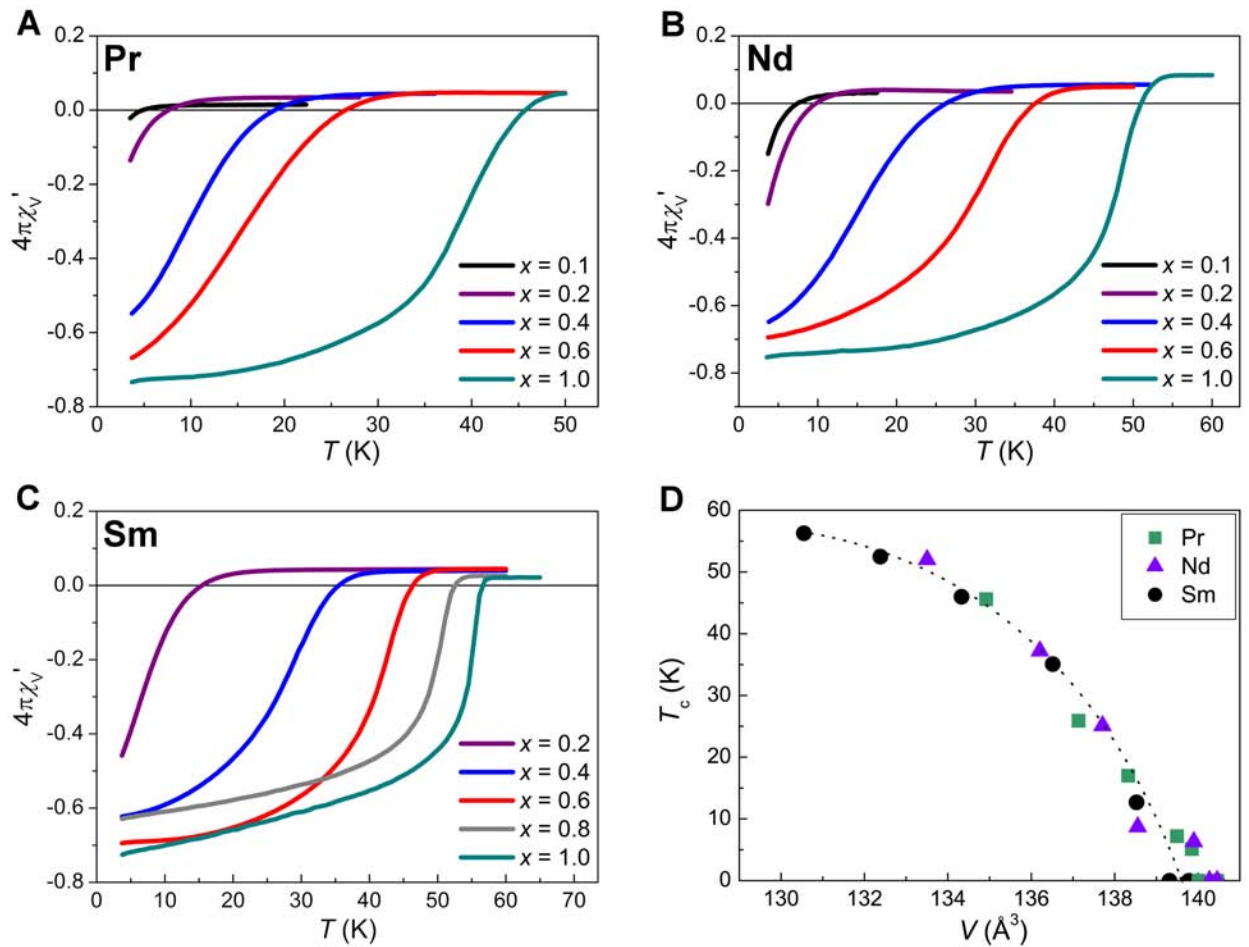 A
Pr
0.2
0.0
-0.2
-0.4
-0.6
-0.8
4πχV'
x = 0.1
x = 0.2
x = 0.4
x = 0.6
x = 1.0
0 10 20 30 40 50
T (K)
B
Nd
0.2
0.0
-0.2
-0.4
-0.6
-0.8
4πχV'
x = 0.1
x = 0.2
x = 0.4
x = 0.6
x = 1.0
0 10 20 30 40 50 60
T (K)
C
Sm
0.2
0.0
-0.2
-0.4
-0.6
-0.8
4πχV'
x = 0.2
x = 0.4
x = 0.6
x = 0.8
x = 1.0
0 10 20 30 40 50 60 70
T (K)
D
60
50
40
30
20
10
0
Tc (K)
Pr
Nd
Sm
130 132 134 136 138 140
V (Å³)